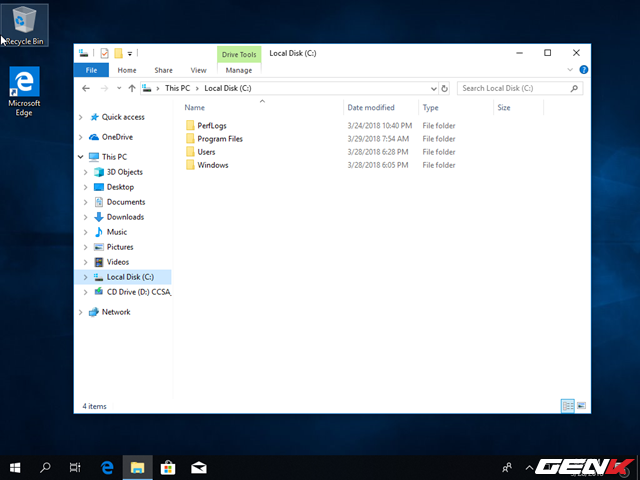 Recycle Bin
Microsoft
Edge
Drive Tools
Local Disk (C:)
File
Home
Share
View
Manage
This PC
Local Disk (C:)
Search Local Disk (C:)
Name
Date modified
Type
Size
Quick access
OneDrive
This PC
3D Objects
Desktop
Documents
Downloads
Music
Pictures
Videos
Local Disk (C:)
CD Drive (D:) CCSA_
Network
PerfLogs
3/24/2018 10:40 PM
File folder
Program Files
3/29/2018 7:54 AM
File folder
Users
3/28/2018 6:28 PM
File folder
Windows
3/28/2018 6:05 PM
File folder
4 items
GENK